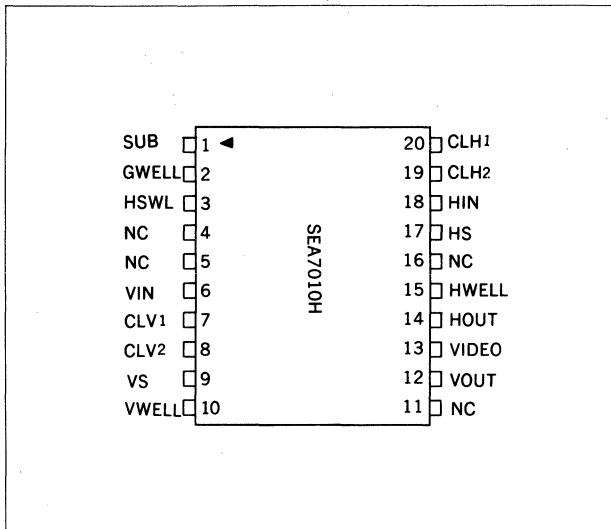 SUB 1 20 CLH1
GWELL 2 19 CLH2
HSWL 3 18 HIN
NC 4 17 HS
NC 5 16 NC
VIN 6 15 HWELL
CLV1 7 14 HOUT
CLV2 8 13 VIDEO
VS 9 12 VOUT
VWELL 10 11 NC
SEA7010H